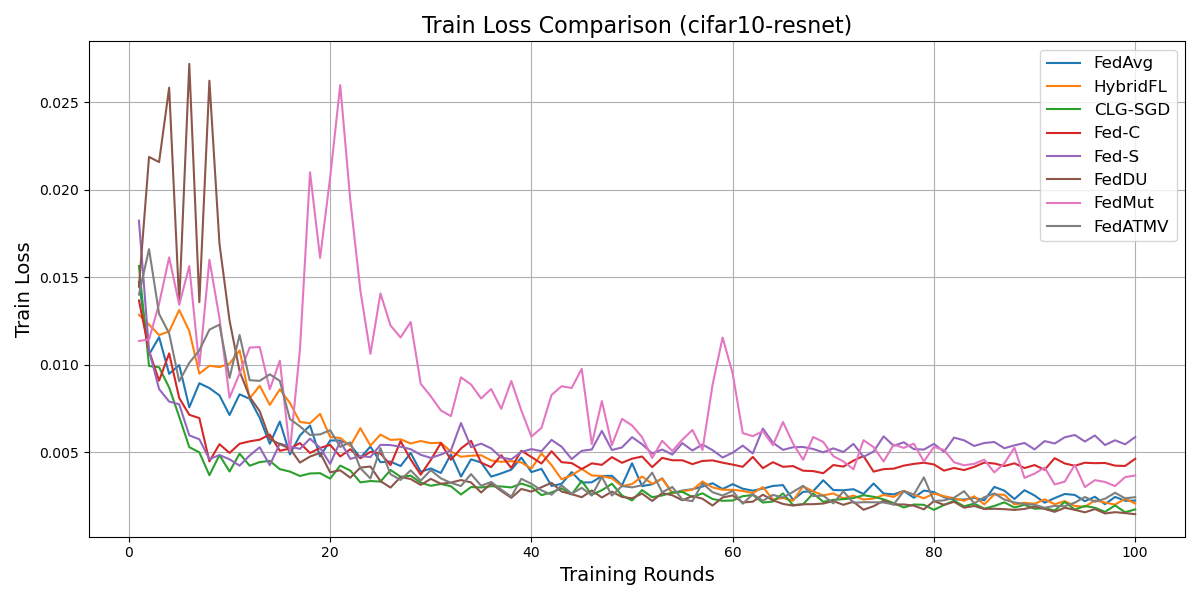 Train Loss Comparison (cifar10-resnet)
Train Loss
0.025
0.020
0.015
0.010
0.005
0
20
40
60
80
100
Training Rounds
FedAvg
HybridFL
CLG-SGD
Fed-C
Fed-S
FedDU
FedMut
FedATMV